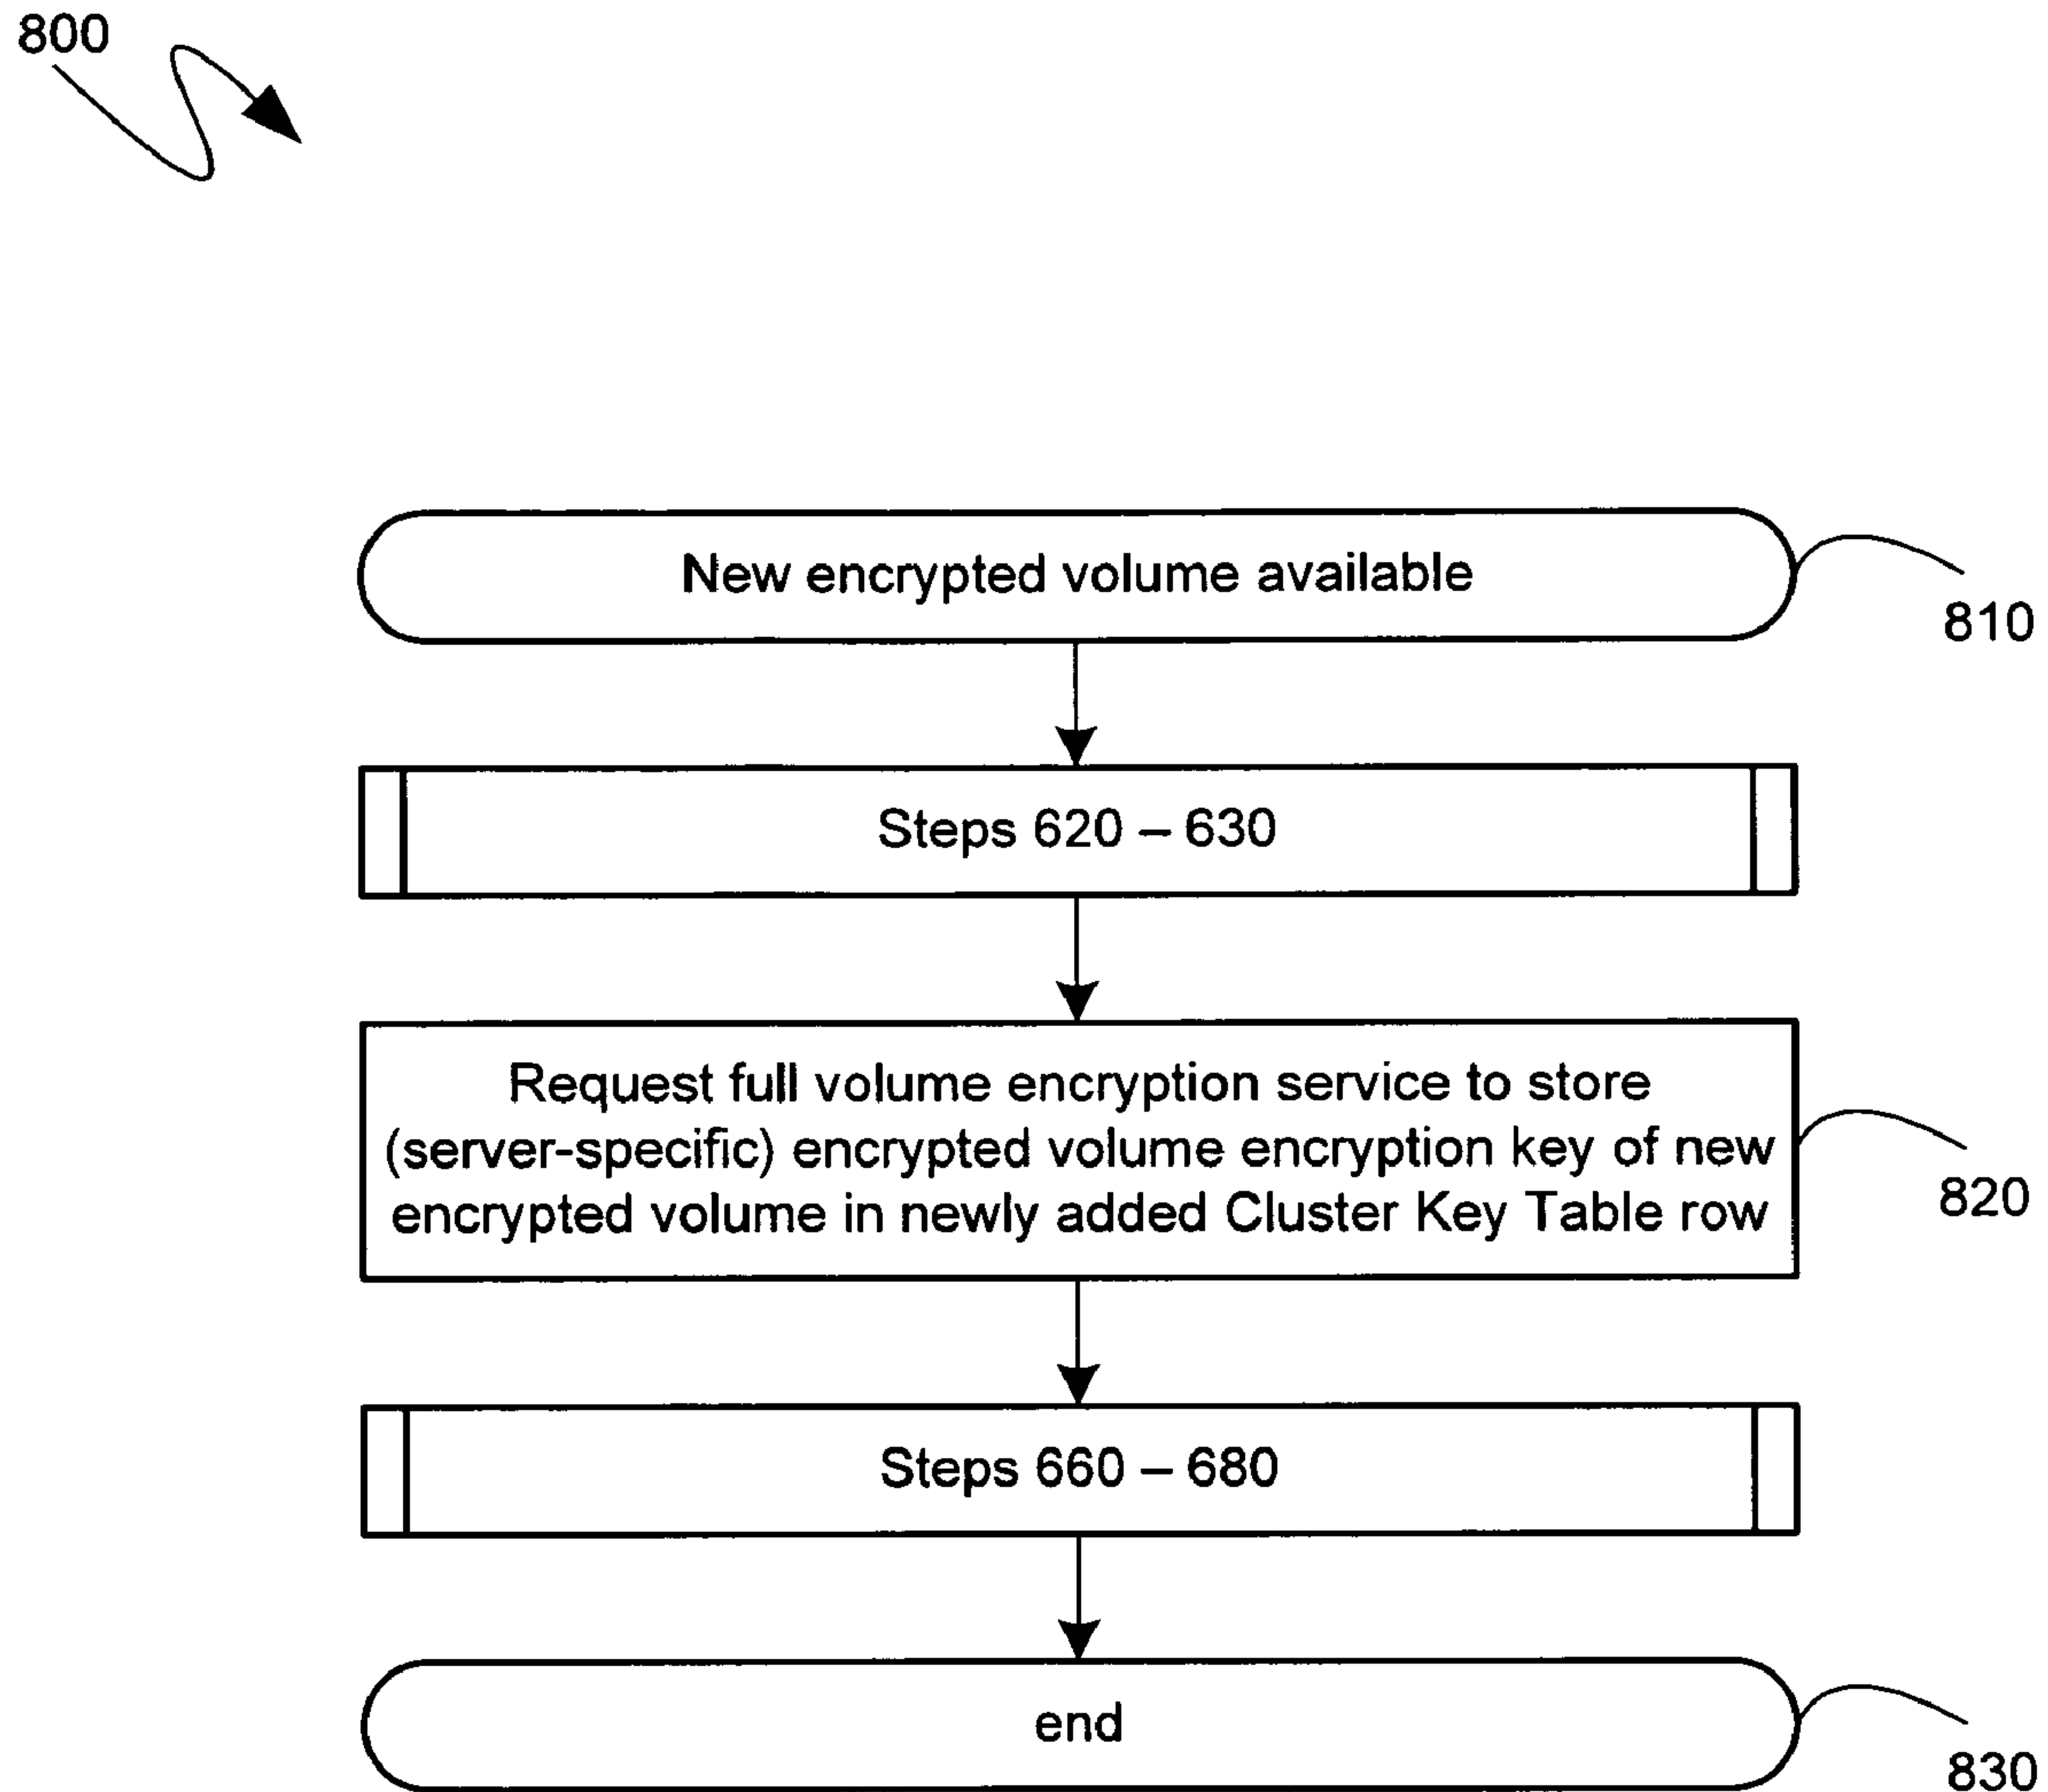 800
New encrypted volume available
810
Steps 620 – 630
Request full volume encryption service to store
(server-specific) encrypted volume encryption key of new
encrypted volume in newly added Cluster Key Table row
820
Steps 660 – 680
end
830